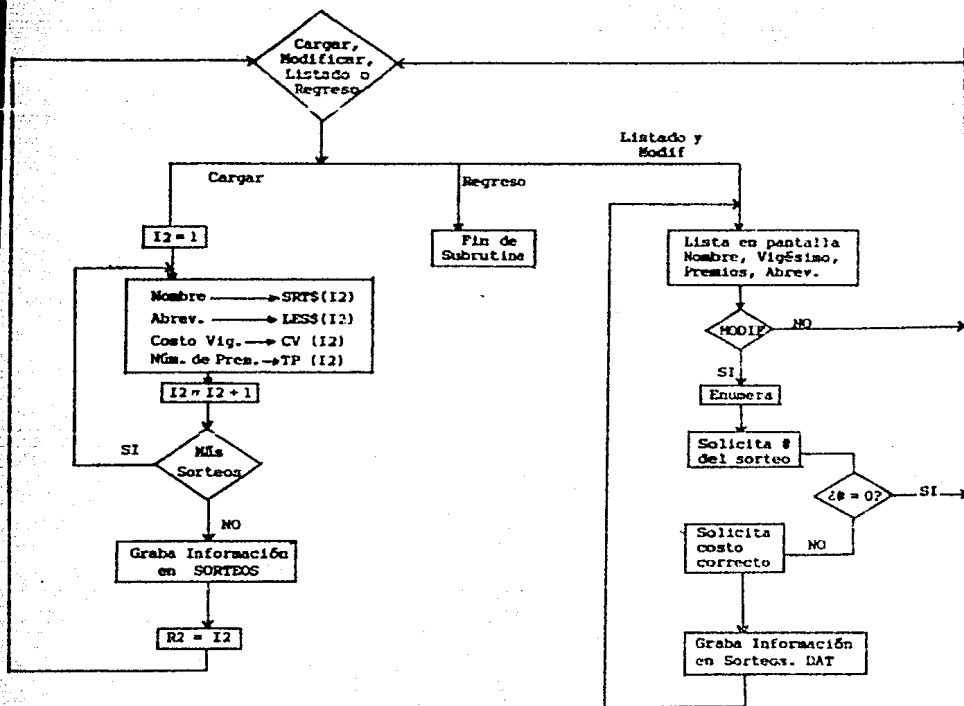 Cargar,
Modificar,
Listado o
Regreso
Listado y
Modif
Cargar
Regreso
I2 = 1
Fin de
Subrutina
Lista en pantalla
Nombre, Vigésimo,
Premios, Abrev.
Nombre → SRT$(I2)
Abrev. → LES$(I2)
Costo Vig. → CV (I2)
Núm. de Prem. → TP (I2)
MODIF
NO
I2 = I2 + 1
SI
Enumera
SI
Más
Sorteos
Solicita #
del sorteo
¿# = 0?
SI
NO
Solicita
costo
correcto
NO
Graba Información
en SORTEOS
R2 = I2
Graba Información
en Sorteos. DAT